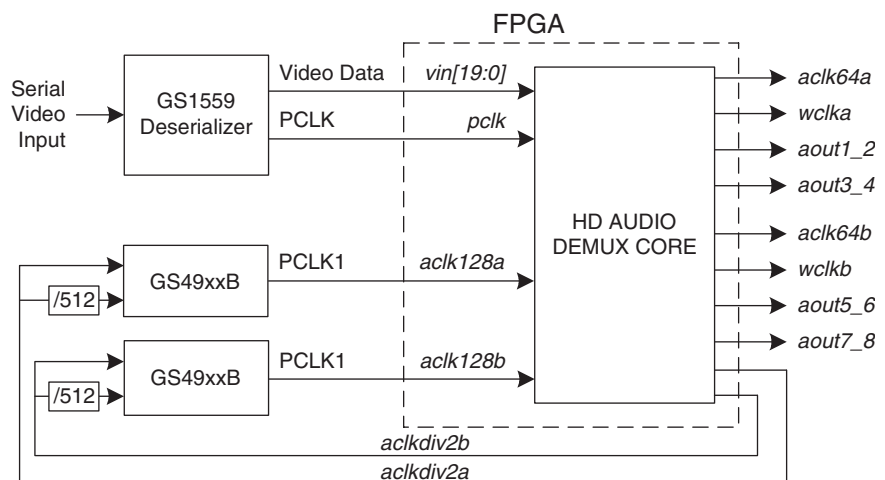 FPGA
Serial
Video
Input
GS1559
Deserializer
Video Data
vin[19:0]
PCLK
pclk
HD AUDIO
DEMUX CORE
aclk64a
wclka
aout1_2
aout3_4
aclk64b
wclkb
aout5_6
aout7_8
/512
GS49xxB
PCLK1
aclk128a
/512
GS49xxB
PCLK1
aclk128b
aclkdiv2b
aclkdiv2a